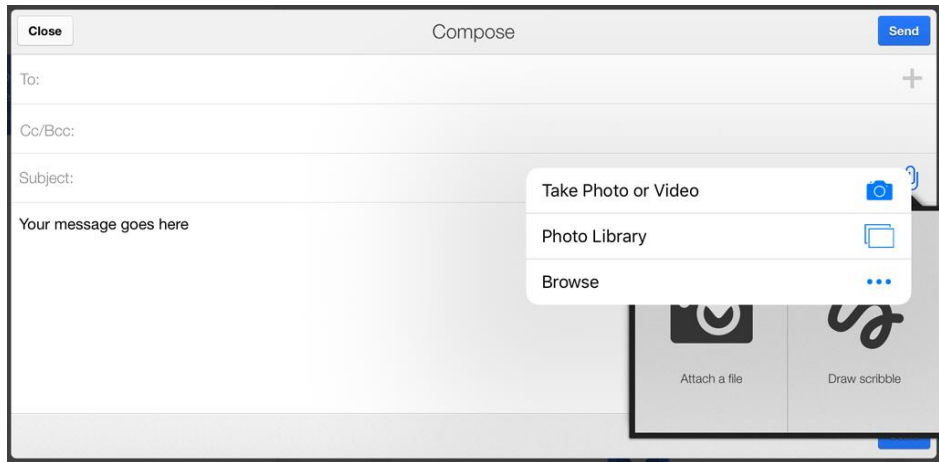 Close Compose Send
To:
Cc/Bcc:
Subject:
Take Photo or Video
Your message goes here
Photo Library
Browse
Attach a file Draw scribble